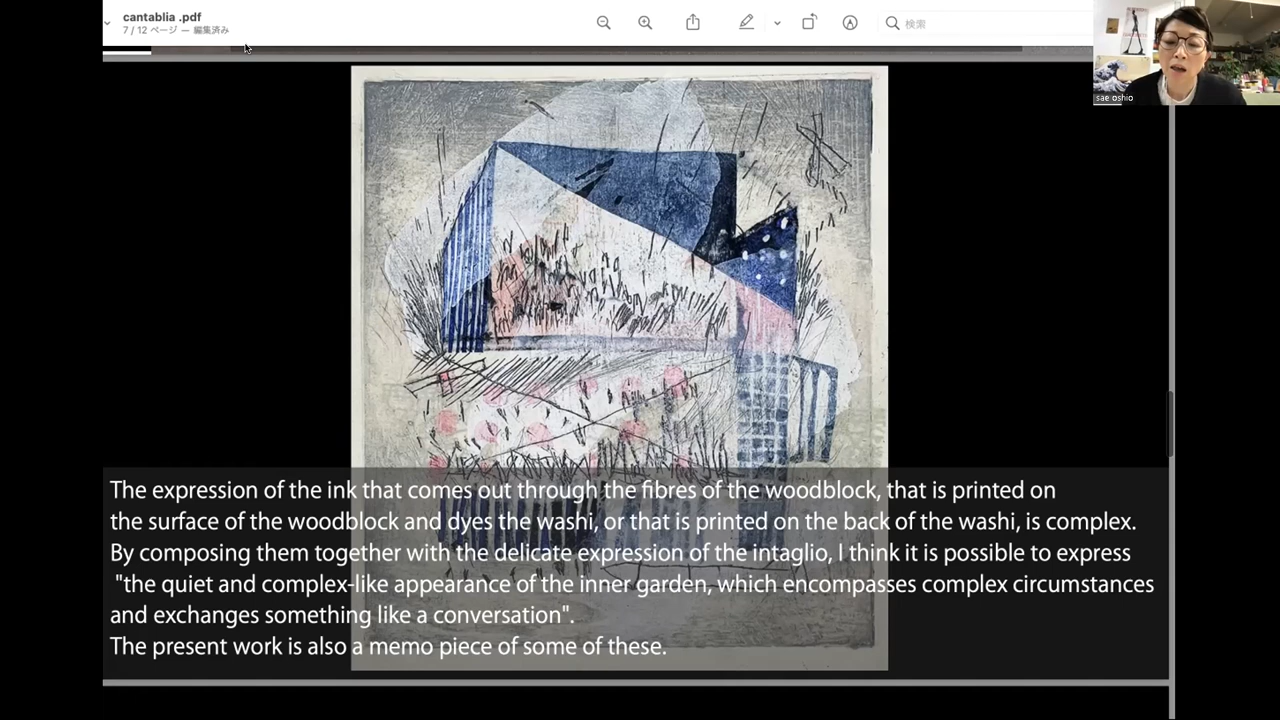 cantablia .pdf
7 / 12 ページ — 編集済み
検索
sae oshio
The expression of the ink that comes out through the fibres of the woodblock, that is printed on
the surface of the woodblock and dyes the washi, or that is printed on the back of the washi, is complex.
By composing them together with the delicate expression of the intaglio, I think it is possible to express
"the quiet and complex-like appearance of the inner garden, which encompasses complex circumstances
and exchanges something like a conversation".
The present work is also a memo piece of some of these.